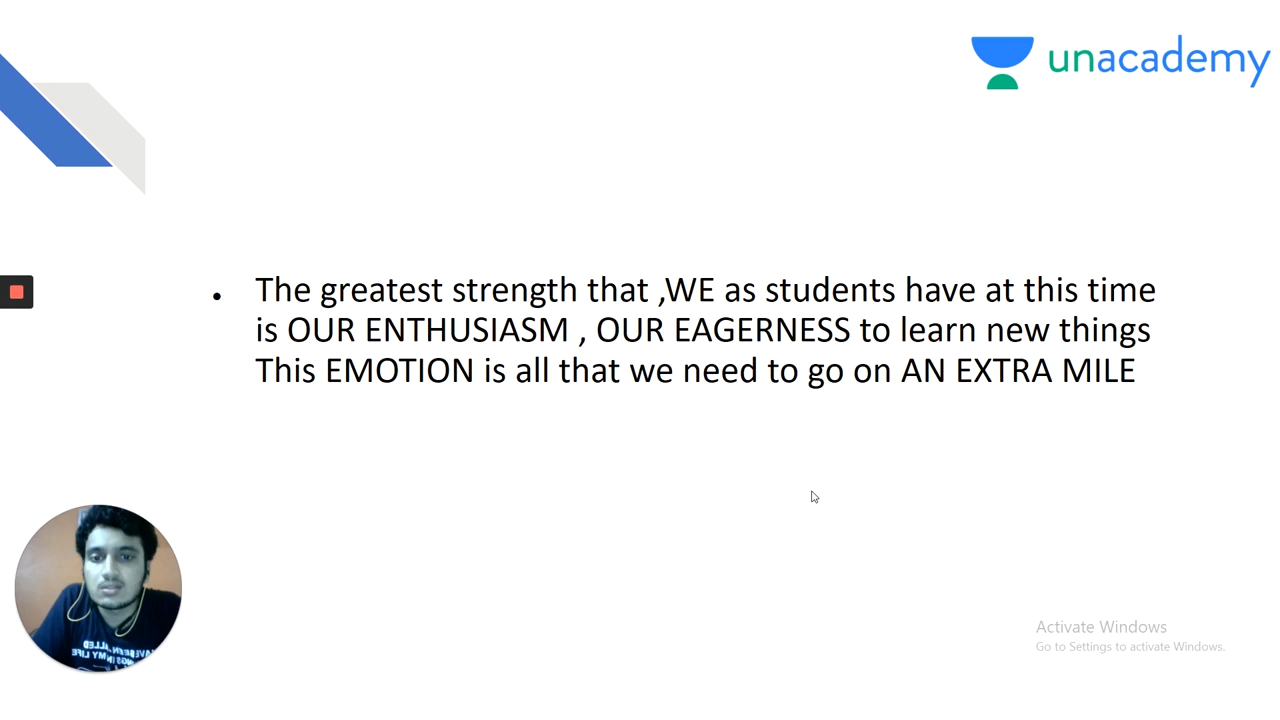 unacademy
The greatest strength that ,WE as students have at this time
is OUR ENTHUSIASM , OUR EAGERNESS to learn new things
This EMOTION is all that we need to go on AN EXTRA MILE
Activate Windows
Go to Settings to activate Windows.
MY LIFE